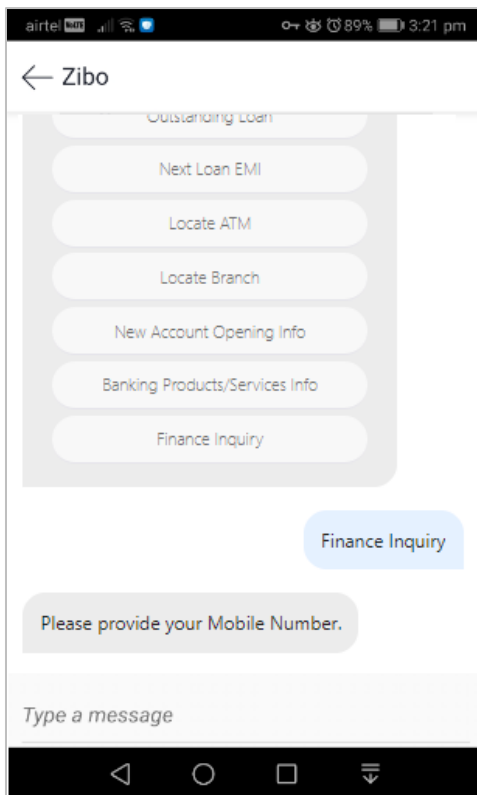 airtel VoLTE 89% 3:21 pm
Zibo
Outstanding Loan
Next Loan EMI
Locate ATM
Locate Branch
New Account Opening Info
Banking Products/Services Info
Finance Inquiry
Finance Inquiry
Please provide your Mobile Number.
Type a message